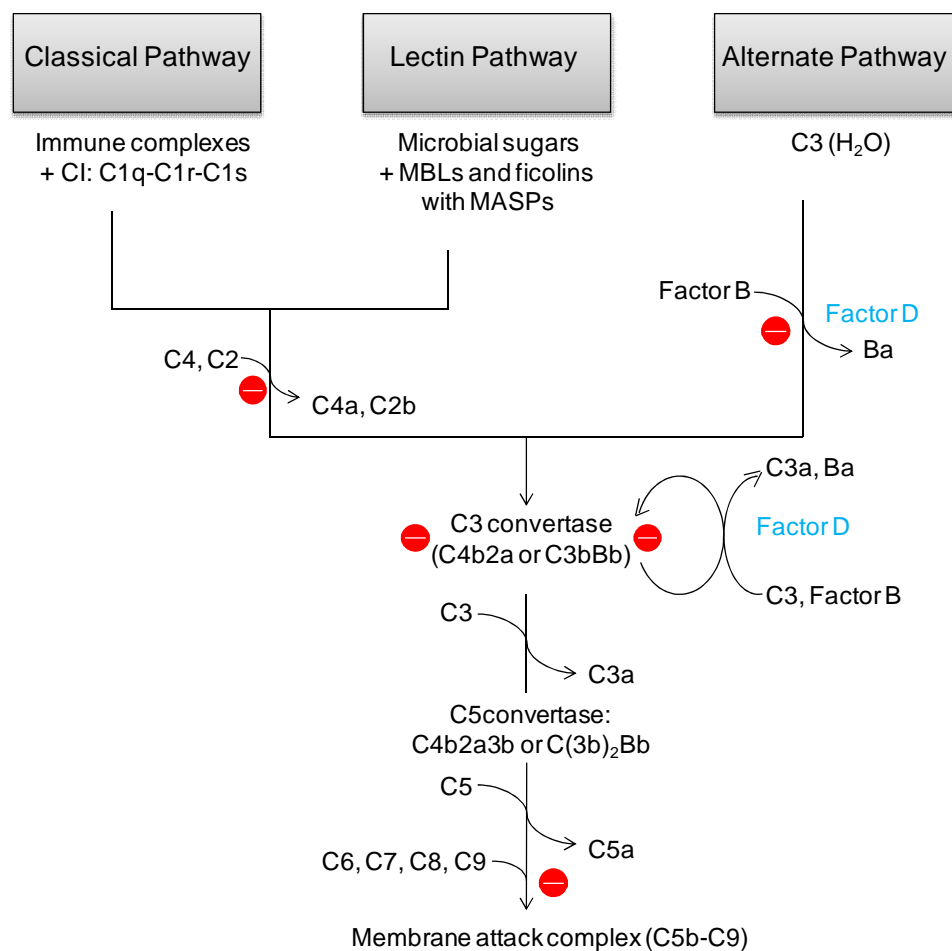 Classical Pathway
Lectin Pathway
Alternate Pathway
Immune complexes
+ CI: C1q-C1r-C1s
Microbial sugars
+ MBLs and ficolins
with MASPs
C3 (H₂O)
Factor B
Factor D
Ba
C4, C2
C4a, C2b
C3a, Ba
C3 convertase
(C4b2a or C3bBb)
Factor D
C3, Factor B
C3
C3a
C5convertase:
C4b2a3b or C(3b)₂Bb
C5
C5a
C6, C7, C8, C9
Membrane attack complex (C5b-C9)